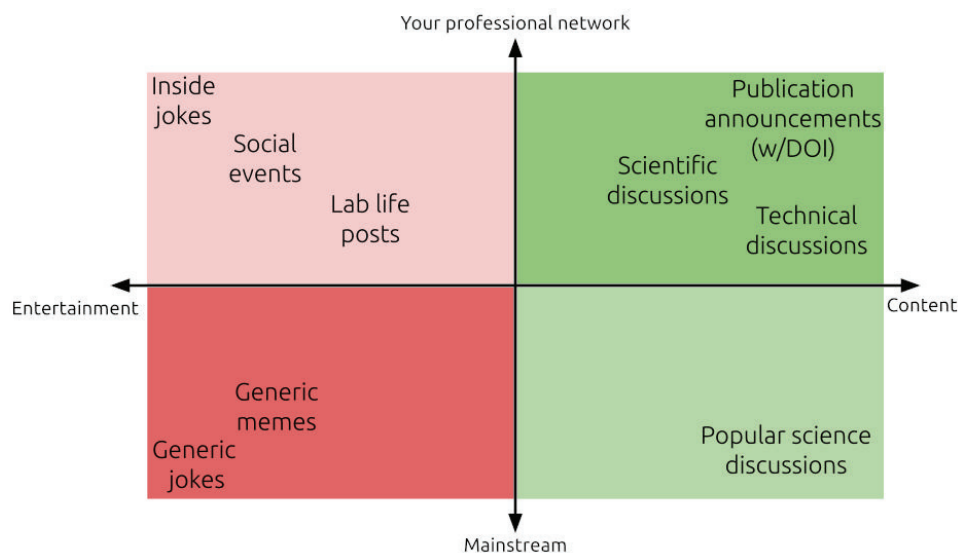 Your professional network
Inside
jokes
Social
events
Lab life
posts
Publication
announcements
(w/DOI)
Scientific
discussions
Technical
discussions
Entertainment
Content
Generic
memes
Generic
jokes
Popular science
discussions
Mainstream